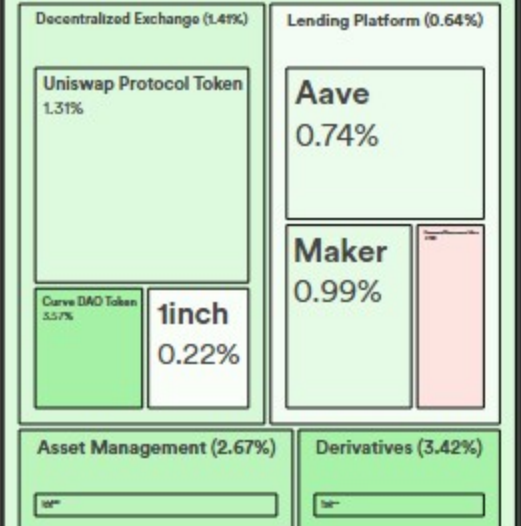 Decentralized Exchange (1.41%)
Uniswap Protocol Token
1.31%
Curve DAO Token
3.57%
1inch
0.22%
Lending Platform (0.64%)
Aave
0.74%
Maker
0.99%
Asset Management (2.67%)
Derivatives (3.42%)